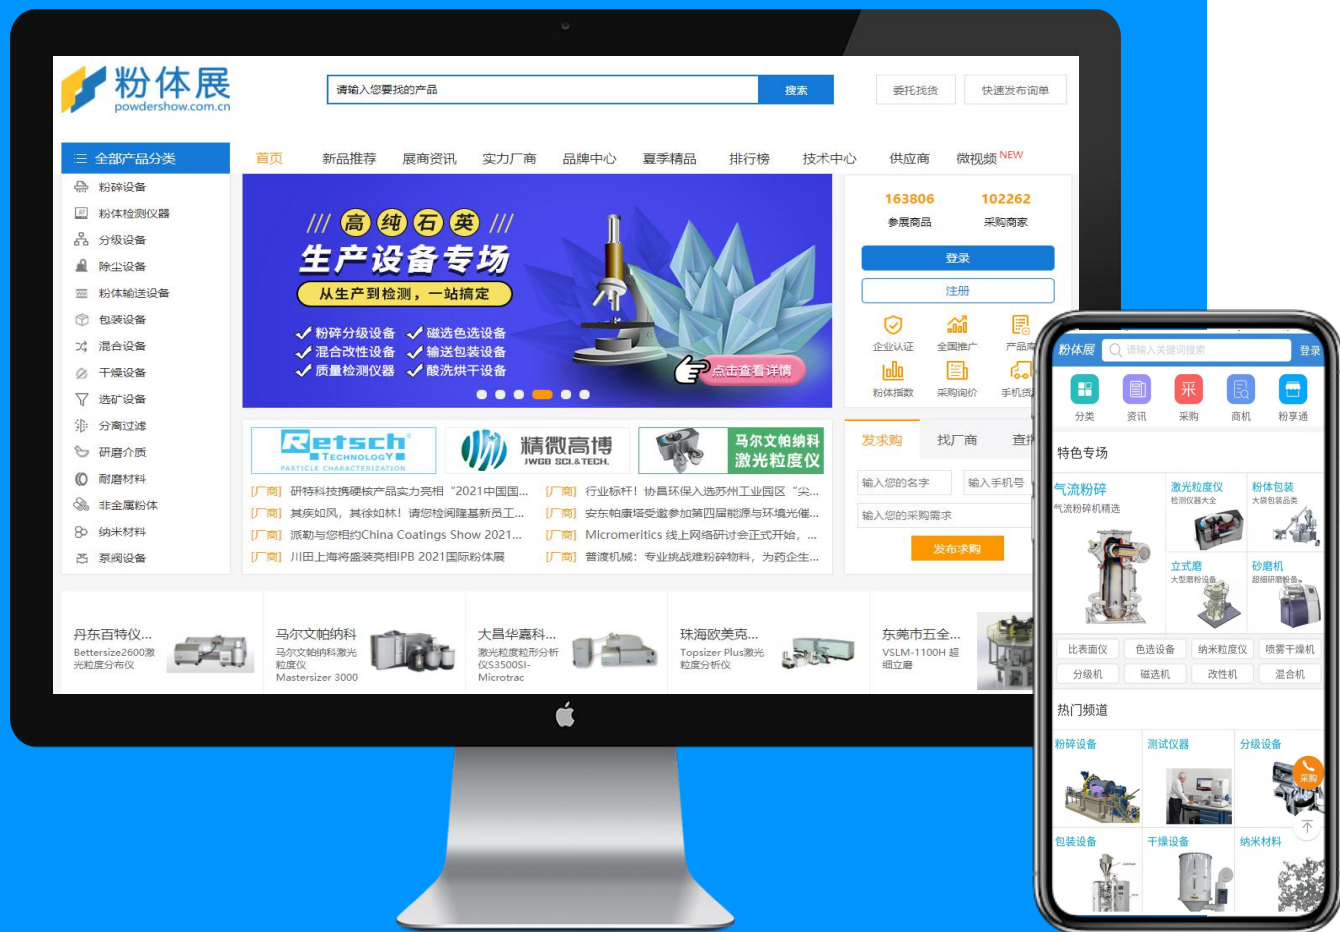 粉体展
powdershow.com.cn
请输入您要找的产品
搜索
委托找货
快速发布询单
全部产品分类
首页
新品推荐
展商资讯
实力厂商
品牌中心
夏季精品
排行榜
技术中心
供应商
微视频
NEW
粉碎设备
粉体检测仪器
分级设备
除尘设备
粉体输送设备
包装设备
混合设备
干燥设备
选矿设备
分离过滤
研磨介质
耐磨材料
非金属粉体
纳米材料
泵阀设备
/// 高纯石英 ///
生产设备专场
从生产到检测，一站搞定
粉碎分级设备 磁选色选设备
混合改性设备 输送包装设备
质量检测仪器 酸洗烘干设备
点击查看详情
163806
102262
参展商品
采购商家
登录
注册
企业认证
全国推广
产品库
粉体指数
采购询价
Retsch
TECHNOLOGY
PARTICLE CHARACTERIZATION
精微高博
JWGB SCI.& TECH.
马尔文帕纳科
激光粒度仪
[厂商] 研特科技携硬核产品实力亮相“2021中国国...
[厂商] 其疾如风，其徐如林！请您检阅隆基新员工...
[厂商] 派勒与您相约China Coatings Show 2021...
[厂商] 川田上海将盛装亮相IPB 2021国际粉体展
[厂商] 行业标杆！协昌环保入选苏州工业园区“尖...
[厂商] 安东帕康塔受邀参加第四届能源与环境光催...
[厂商] Micromeritics 线上网络研讨会正式开始，...
[厂商] 普渡机械：专业挑战难粉碎物料，为药企生...
发求购
找厂商
输入您的名字
输入手机号
输入您的采购需求
发布求购
丹东百特仪...
Bettersize2600激
光粒度分布仪
马尔文帕纳科
马尔文帕纳科激光
粒度仪
Mastersizer 3000
大昌华嘉科...
激光粒度粒形分析
仪S3500SI-
Microtrac
珠海欧美克...
Topsizer Plus激光
粒度分析仪
东莞市五全...
VSLM-1100H 超
细立磨
粉体展
请输入关键词搜索
登录
分类
资讯
采
采购
商机
粉享通
特色专场
气流粉碎
气流粉碎机精选
激光粒度仪
检测仪器大全
粉体包装
大袋包装品类
立式磨
大型磨粉设备
砂磨机
超细研磨设备
比表面仪
色选设备
纳米粒度仪
喷雾干燥机
分级机
磁选机
改性机
混合机
热门频道
粉碎设备
测试仪器
分级设备
采购
包装设备
干燥设备
纳米材料